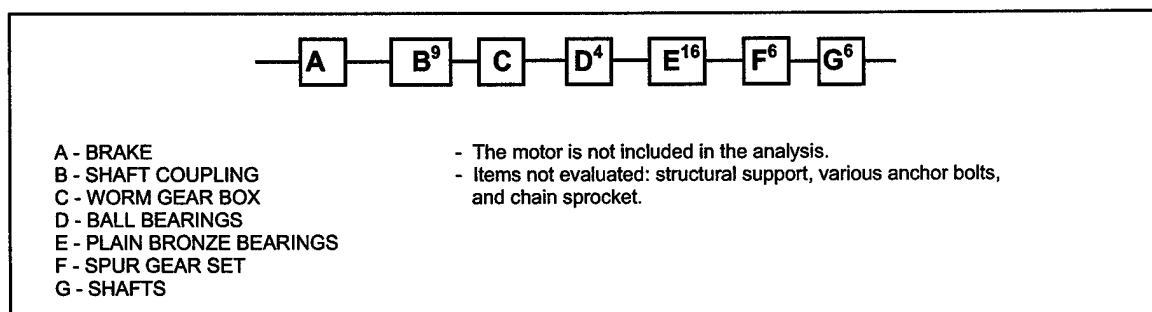 A B⁹ C D⁴ E¹⁶ F⁶ G⁶
A - BRAKE
B - SHAFT COUPLING
C - WORM GEAR BOX
D - BALL BEARINGS
E - PLAIN BRONZE BEARINGS
F - SPUR GEAR SET
G - SHAFTS
- The motor is not included in the analysis.
- Items not evaluated: structural support, various anchor bolts,
and chain sprocket.